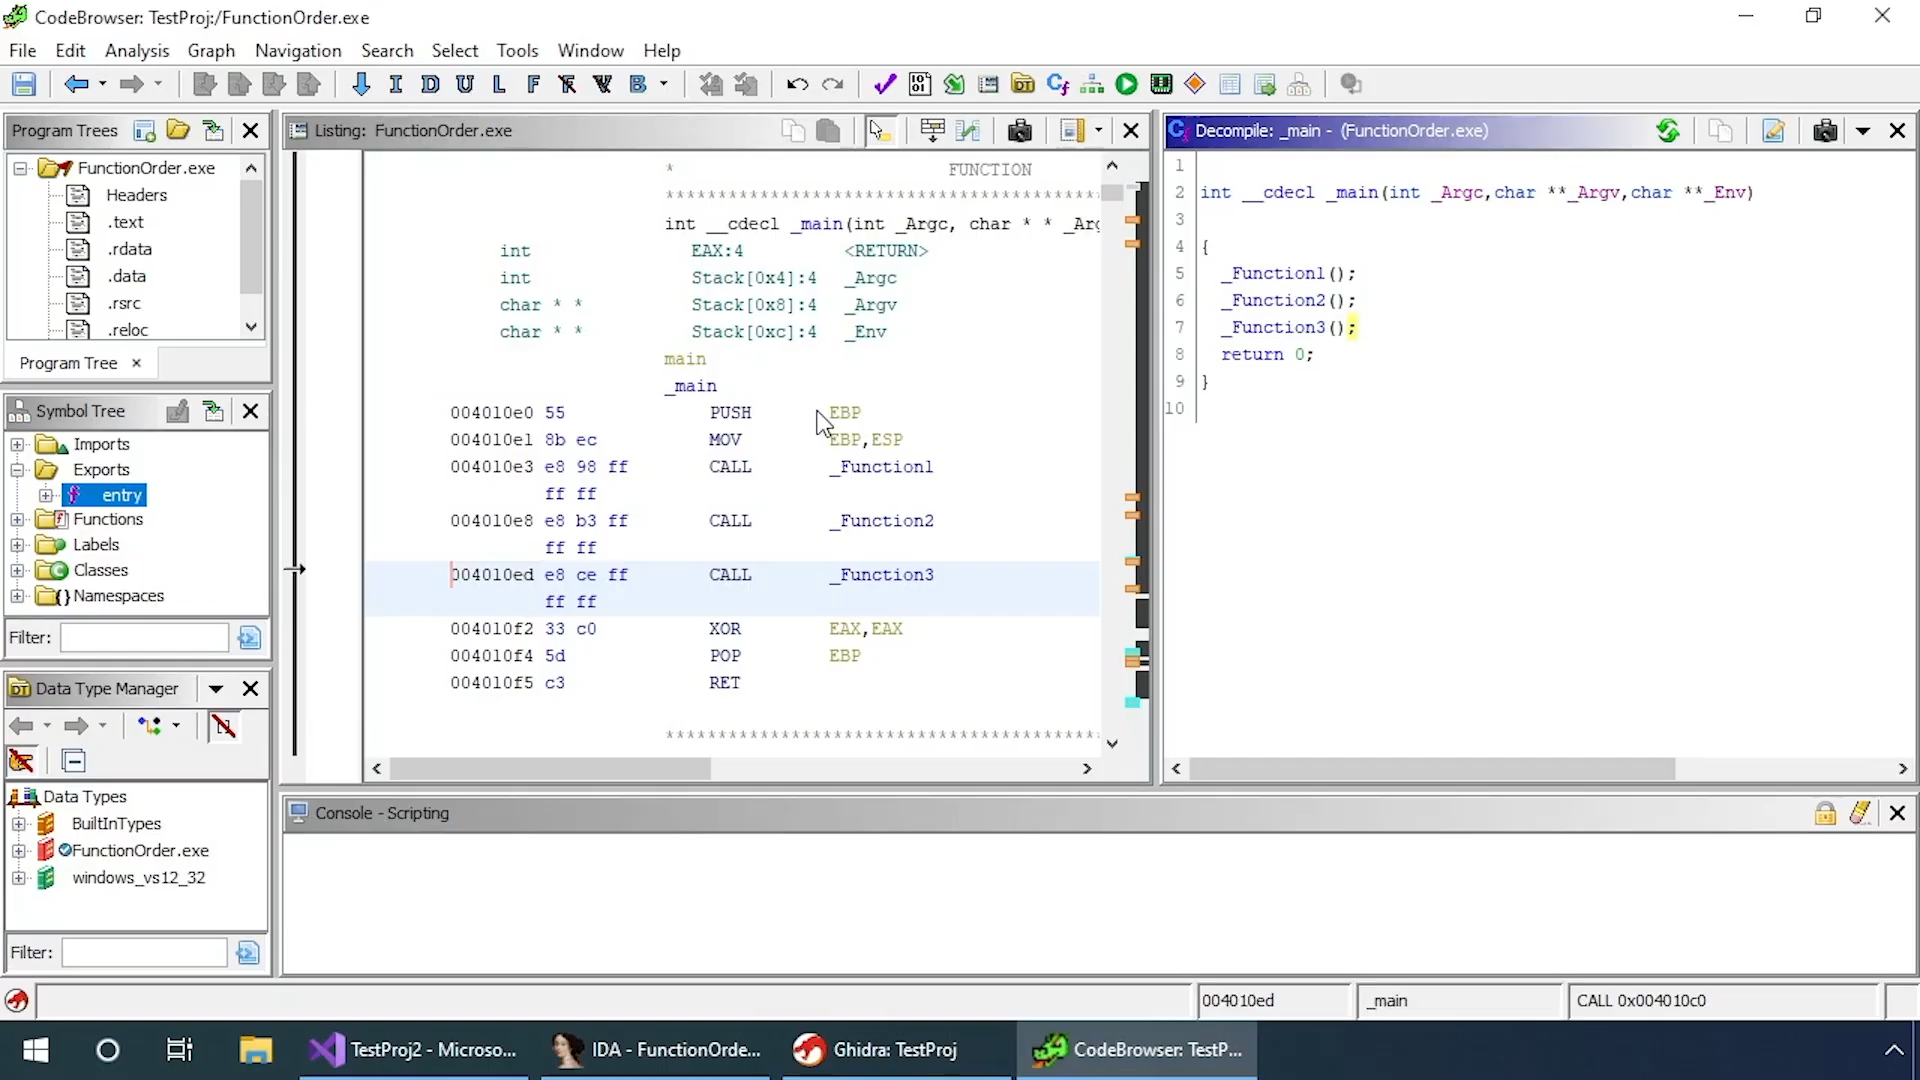 CodeBrowser: TestProj:/FunctionOrder.exe
File Edit Analysis Graph Navigation Search Select Tools Window Help
I D U L F B
Program Trees
FunctionOrder.exe
Headers
.text
.rdata
.data
.rsrc
.reloc
Program Tree ×
Symbol Tree
Imports
Exports
entry
Functions
Labels
Classes
Namespaces
Filter:
Data Type Manager
Data Types
BuiltInTypes
FunctionOrder.exe
windows_vs12_32
Filter:
Listing: FunctionOrder.exe
* FUNCTION
*****************************************
int __cdecl _main(int _Argc, char * * _Arg
int EAX:4 <RETURN>
int Stack[0x4]:4 _Argc
char * * Stack[0x8]:4 _Argv
char * * Stack[0xc]:4 _Env
main
_main
004010e0 55 PUSH EBP
004010e1 8b ec MOV EBP,ESP
004010e3 e8 98 ff CALL _Function1
ff ff
004010e8 e8 b3 ff CALL _Function2
ff ff
004010ed e8 ce ff CALL _Function3
ff ff
004010f2 33 c0 XOR EAX,EAX
004010f4 5d POP EBP
004010f5 c3 RET
*****************************************
Decompile: _main - (FunctionOrder.exe)
1
2 int __cdecl _main(int _Argc,char **_Argv,char **_Env)
3
4 {
5 _Function1();
6 _Function2();
7 _Function3();
8 return 0;
9 }
10
Console - Scripting
004010ed _main CALL 0x004010c0
TestProj2 - Microso...
IDA - FunctionOrde...
Ghidra: TestProj
CodeBrowser: TestP...